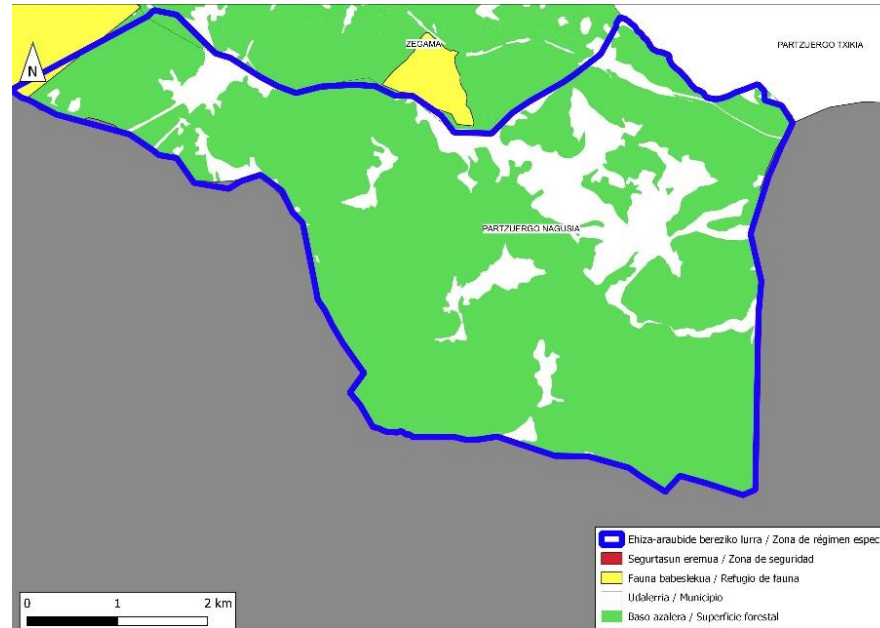 ZEGAMA
PARTZUERGO TXIKIA
N
PARTZUERGO NAGUSIA
Ehiza-araubide bereziko lurra / Zona de régimen espec
Segurtasun eremua / Zona de seguridad
Fauna babeslekua / Refugio de fauna
Udalerria / Municipio
Baso azalera / Superficie forestal
0 1 2 km